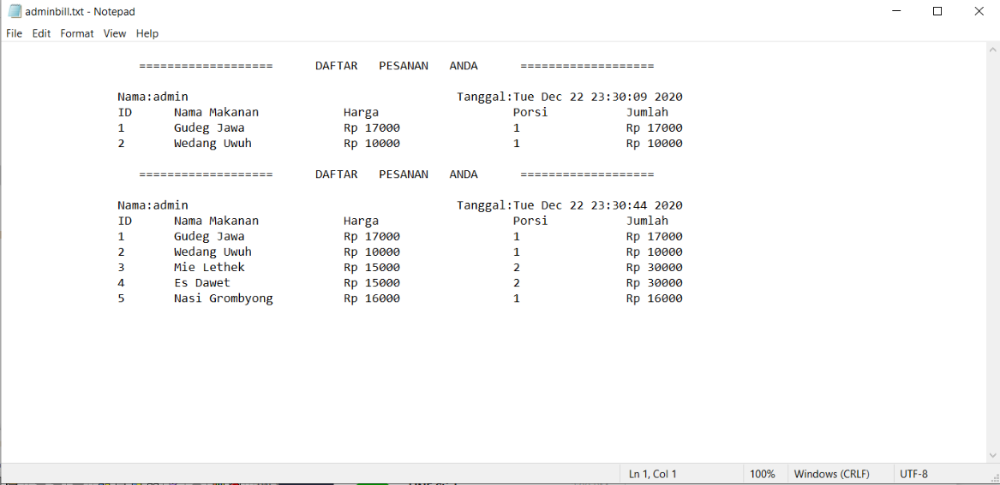 adminbill.txt - Notepad
File Edit Format View Help
=================== DAFTAR PESANAN ANDA ===================
Nama:admin Tanggal:Tue Dec 22 23:30:09 2020
ID Nama Makanan Harga Porsi Jumlah
1 Gudeg Jawa Rp 17000 1 Rp 17000
2 Wedang Uwuh Rp 10000 1 Rp 10000
=================== DAFTAR PESANAN ANDA ===================
Nama:admin Tanggal:Tue Dec 22 23:30:44 2020
ID Nama Makanan Harga Porsi Jumlah
1 Gudeg Jawa Rp 17000 1 Rp 17000
2 Wedang Uwuh Rp 10000 1 Rp 10000
3 Mie Lethek Rp 15000 2 Rp 30000
4 Es Dawet Rp 15000 2 Rp 30000
5 Nasi Grombyong Rp 16000 1 Rp 16000
Ln 1, Col 1 100% Windows (CRLF) UTF-8